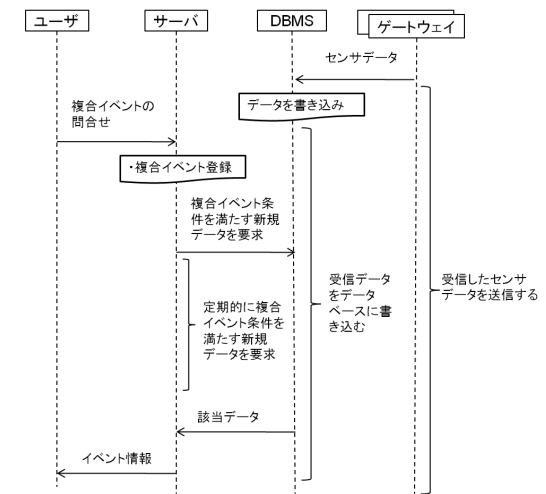 ユーザ
サーバ
DBMS
ゲートウェイ
センサデータ
データを書き込み
複合イベントの
問合せ
・複合イベント登録
複合イベント条
件を満たす新規
データを要求
定期的に複合
イベント条件を
満たす新規
データを要求
受信データ
をデータ
ベースに書
き込む
受信したセンサ
データを送信する
該当データ
イベント情報